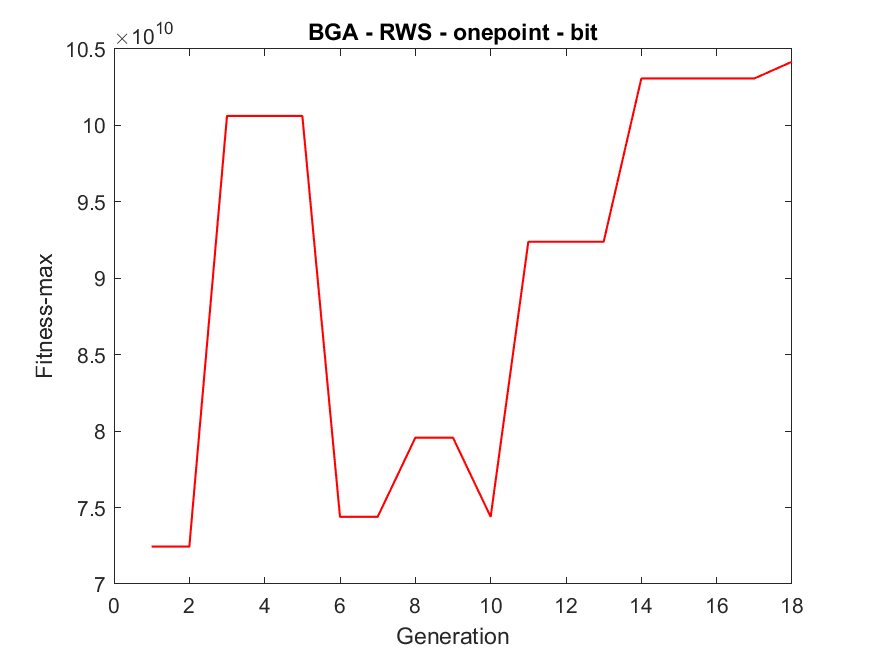 BGA - RWS - onepoint - bit
×10^10
10.5
10
9.5
9
8.5
8
7.5
7
Fitness-max
0 2 4 6 8 10 12 14 16 18
Generation